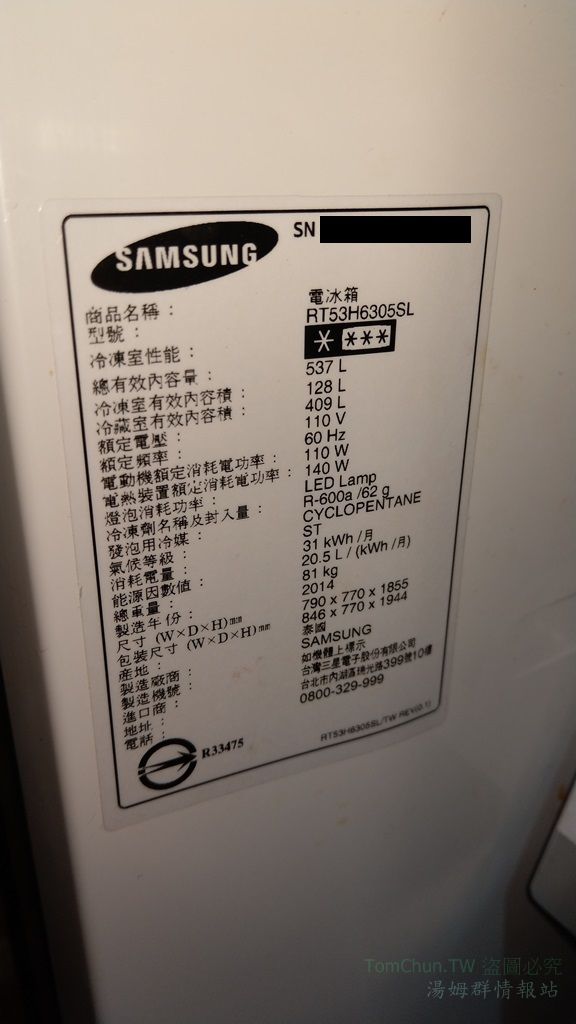 SAMSUNG
SN
商品名稱： 電冰箱
型號： RT53H6305SL
冷凍室性能： * ***
總有效內容量： 537 L
冷凍室有效內容積： 128 L
冷藏室有效內容積： 409 L
額定電壓： 110 V
額定頻率： 60 Hz
電動機額定消耗電功率： 110 W
電熱裝置額定消耗電功率： 140 W
燈泡消耗功率： LED Lamp
冷凍劑名稱及封入量： R-600a /62 g
發泡用冷媒： CYCLOPENTANE
氣候等級： ST
消耗電量： 31 kWh /月
能源因數值： 20.5 L / (kWh /月)
總重量： 81 kg
製造年份： 2014
尺寸 (W×D×H)mm： 790 x 770 x 1855
包裝尺寸 (W×D×H)mm： 846 x 770 x 1944
產地： 泰國
製造廠商： SAMSUNG
製造機號： 如機體上標示
進口商： 台灣三星電子股份有限公司
地址： 台北市內湖區瑞光路399號10樓
電話： 0800-329-999
R33475
RT53H6305SL/TW REV(0.1)
TomChun.TW 盜圖必究
湯姆群情報站